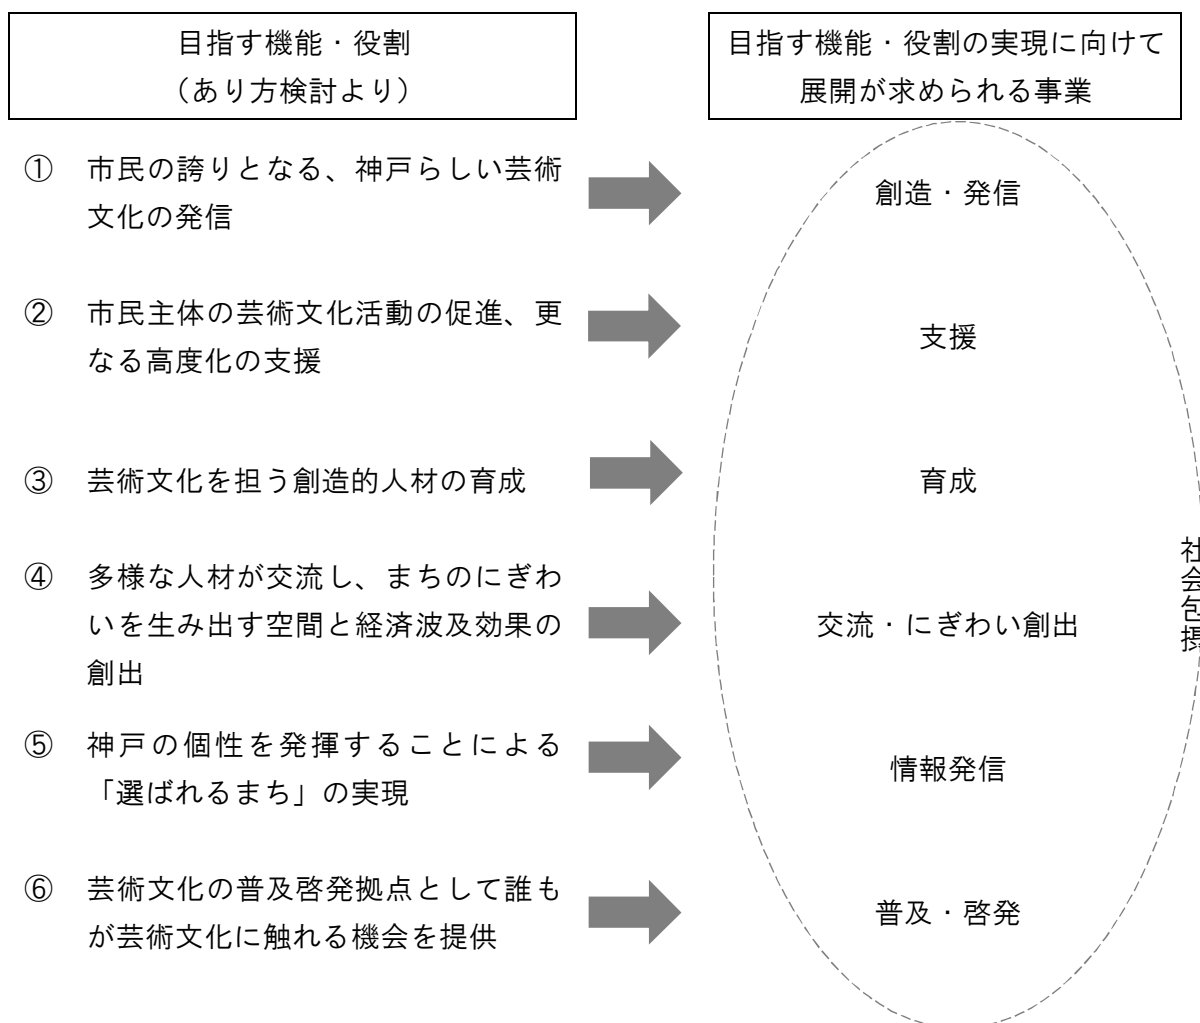 目指す機能・役割
（あり方検討より）
目指す機能・役割の実現に向けて
展開が求められる事業
① 市民の誇りとなる、神戸らしい芸術
文化の発信
創造・発信
② 市民主体の芸術文化活動の促進、更
なる高度化の支援
支援
③ 芸術文化を担う創造的人材の育成
育成
④ 多様な人材が交流し、まちのにぎわ
いを生み出す空間と経済波及効果の
創出
交流・にぎわい創出
⑤ 神戸の個性を発揮することによる
「選ばれるまち」の実現
情報発信
⑥ 芸術文化の普及啓発拠点として誰も
が芸術文化に触れる機会を提供
普及・啓発
社会包摂